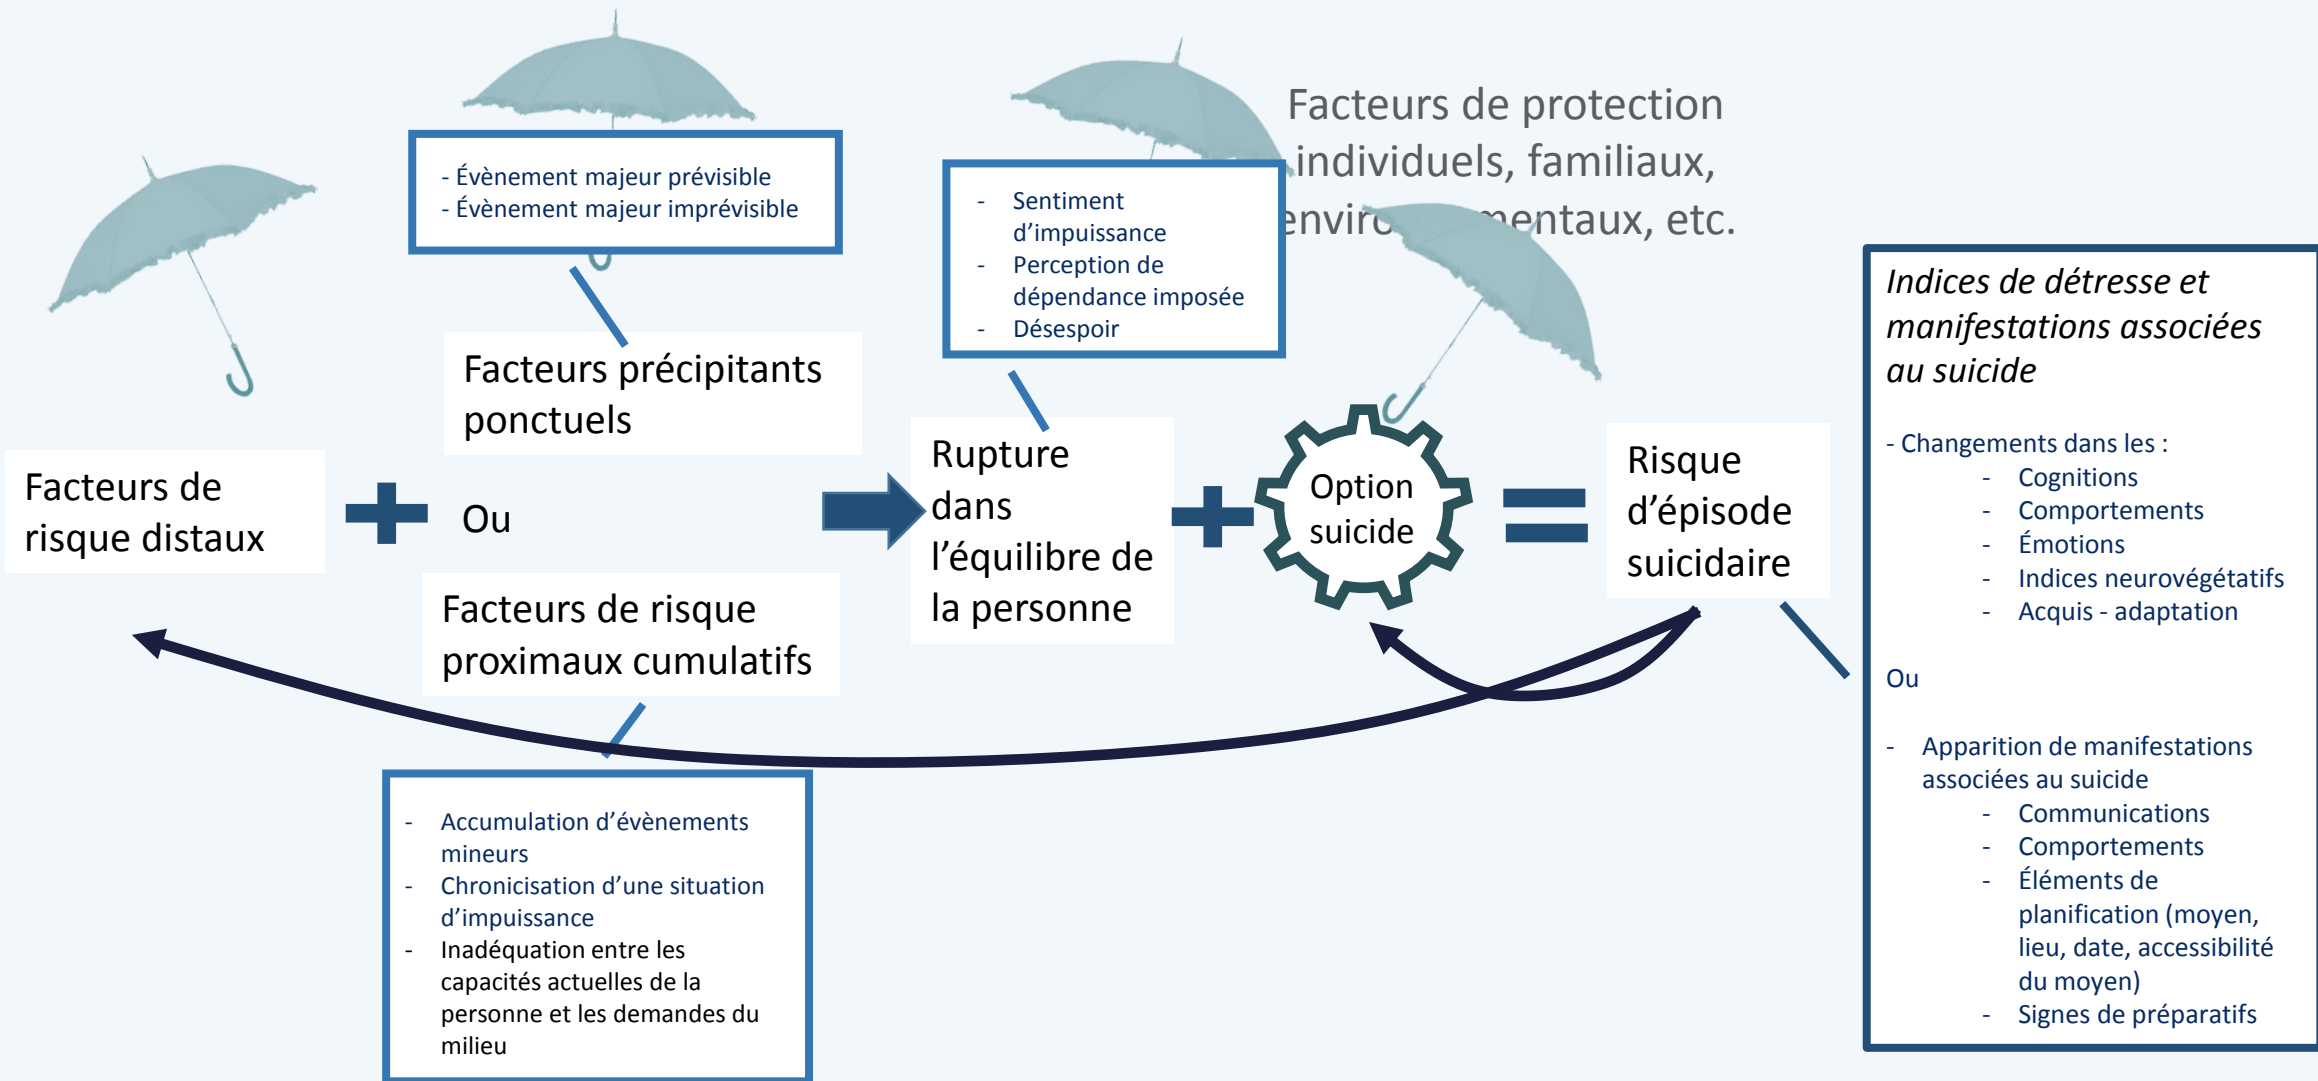 Facteurs de protection
individuels, familiaux,
enviro mentaux, etc.
- Évènement majeur prévisible
- Évènement majeur imprévisible
- Sentiment
d'impuissance
- Perception de
dépendance imposée
- Désespoir
Facteurs de
risque distaux
Facteurs précipitants
ponctuels
Ou
Facteurs de risque
proximaux cumulatifs
- Accumulation d'évènements
mineurs
- Chronicisation d'une situation
d'impuissance
- Inadéquation entre les
capacités actuelles de la
personne et les demandes du
milieu
Rupture
dans
l'équilibre de
la personne
Option
suicide
Risque
d'épisode
suicidaire
Indices de détresse et
manifestations associées
au suicide
- Changements dans les :
- Cognitions
- Comportements
- Émotions
- Indices neurovégétatifs
- Acquis - adaptation
Ou
- Apparition de manifestations
associées au suicide
- Communications
- Comportements
- Éléments de
planification (moyen,
lieu, date, accessibilité
du moyen)
- Signes de préparatifs